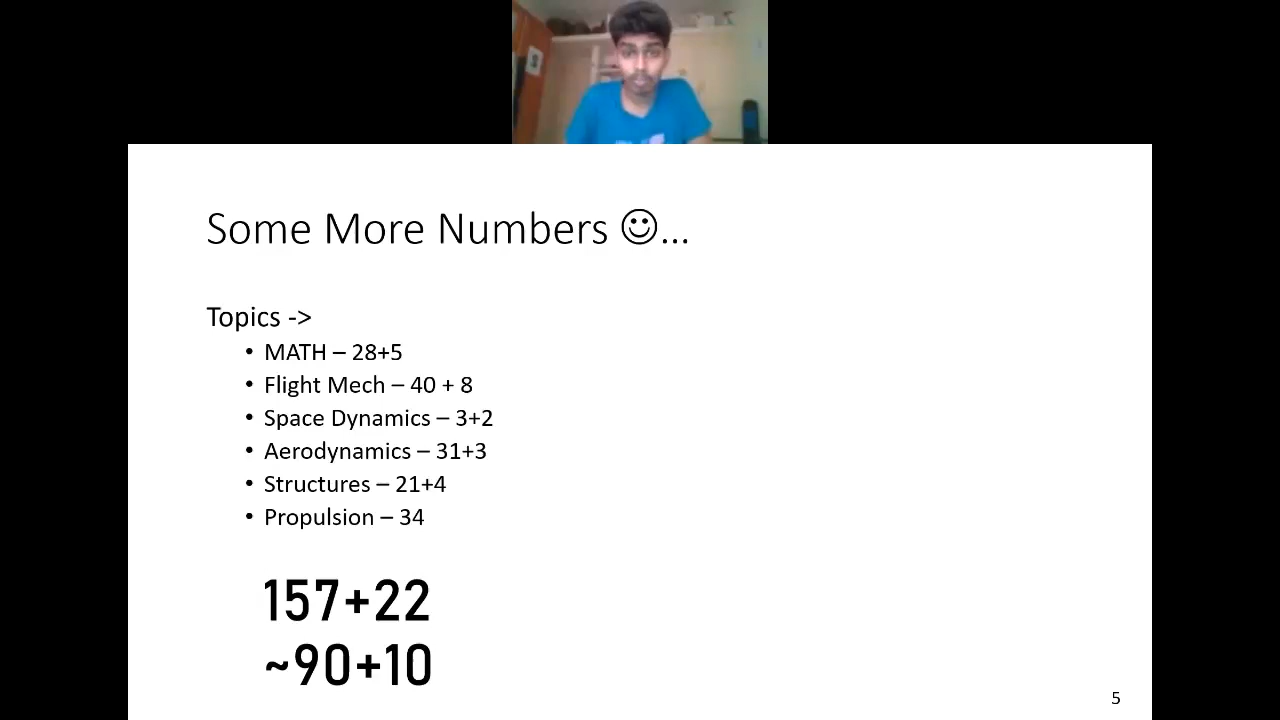 Some More Numbers ☺...
Topics ->
• MATH – 28+5
• Flight Mech – 40 + 8
• Space Dynamics – 3+2
• Aerodynamics – 31+3
• Structures – 21+4
• Propulsion – 34
157+22
~90+10
5